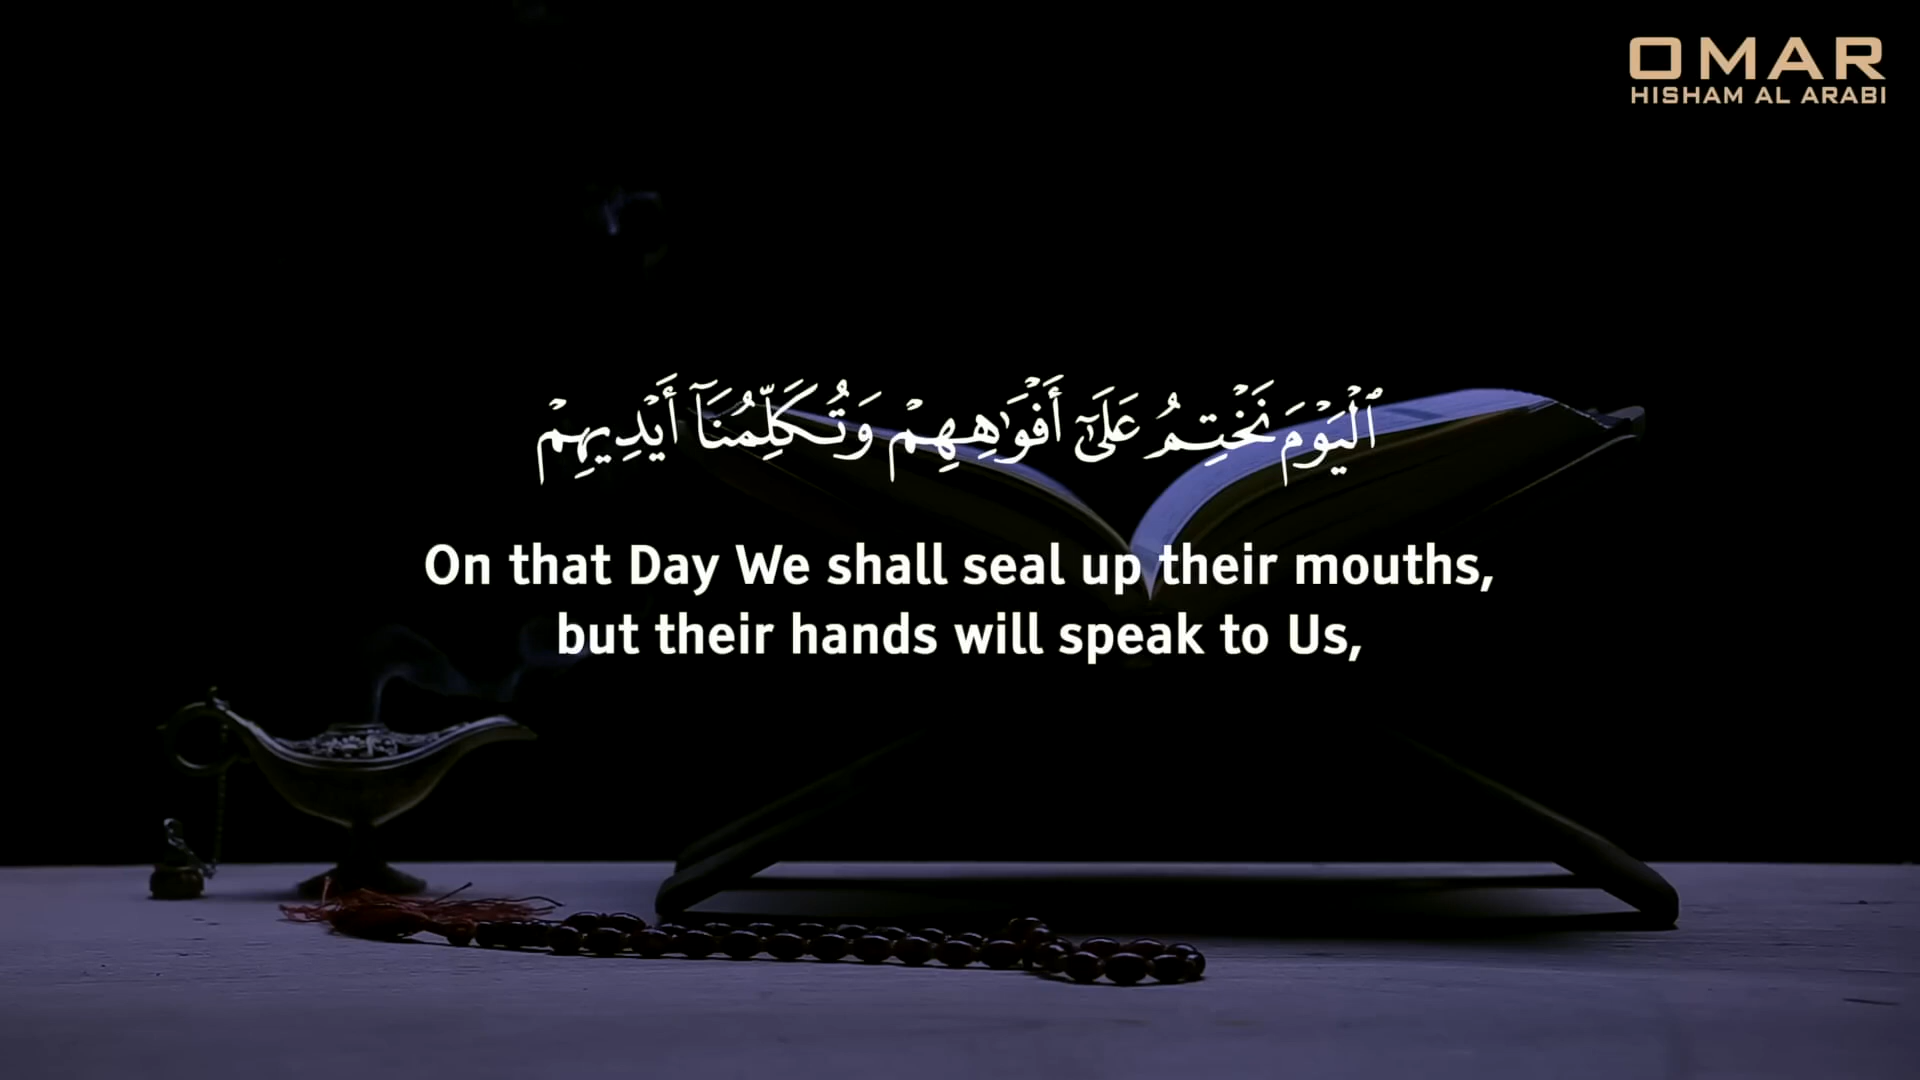 OMAR
HISHAM AL ARABI
ٱلْيَوْمَ نَخْتِمُ عَلَىٰٓ أَفْوَٰهِهِمْ وَتُكَلِّمُنَآ أَيْدِيهِمْ
On that Day We shall seal up their mouths,
but their hands will speak to Us,